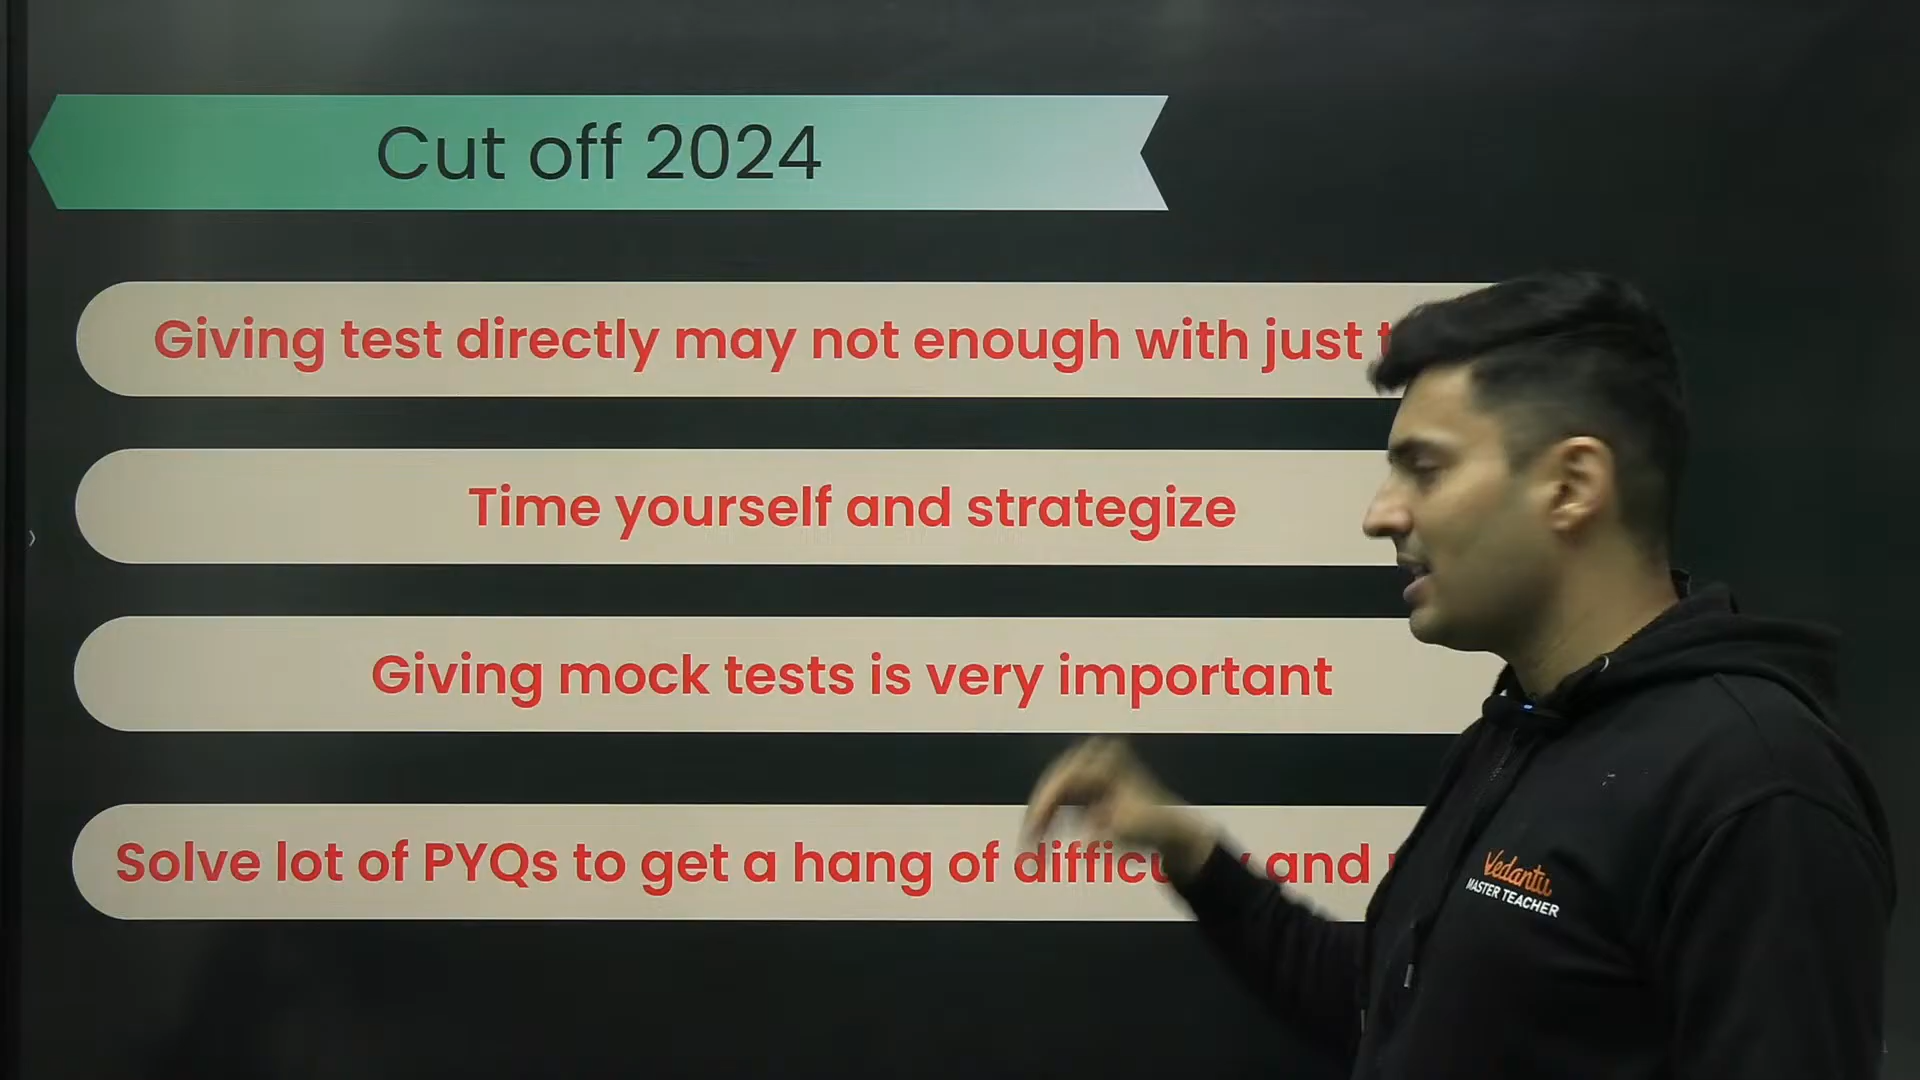 Cut off 2024
Giving test directly may not enough with just
Time yourself and strategize
Giving mock tests is very important
Solve lot of PYQs to get a hang of and
Vedantu
MASTER TEACHER